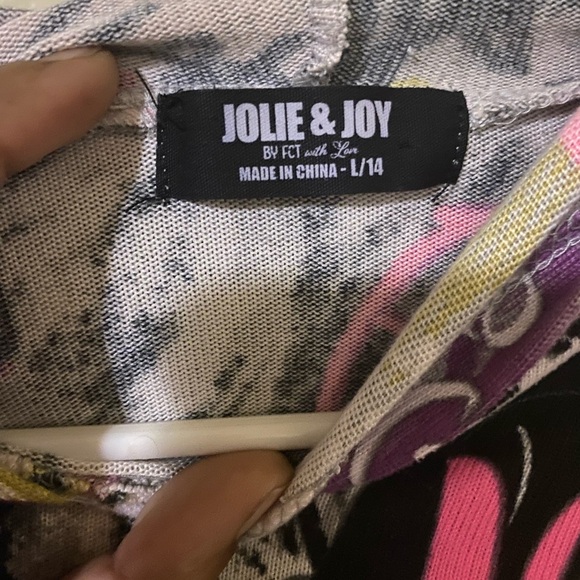 JOLIE & JOY
BY FCT with Love
MADE IN CHINA - L/14